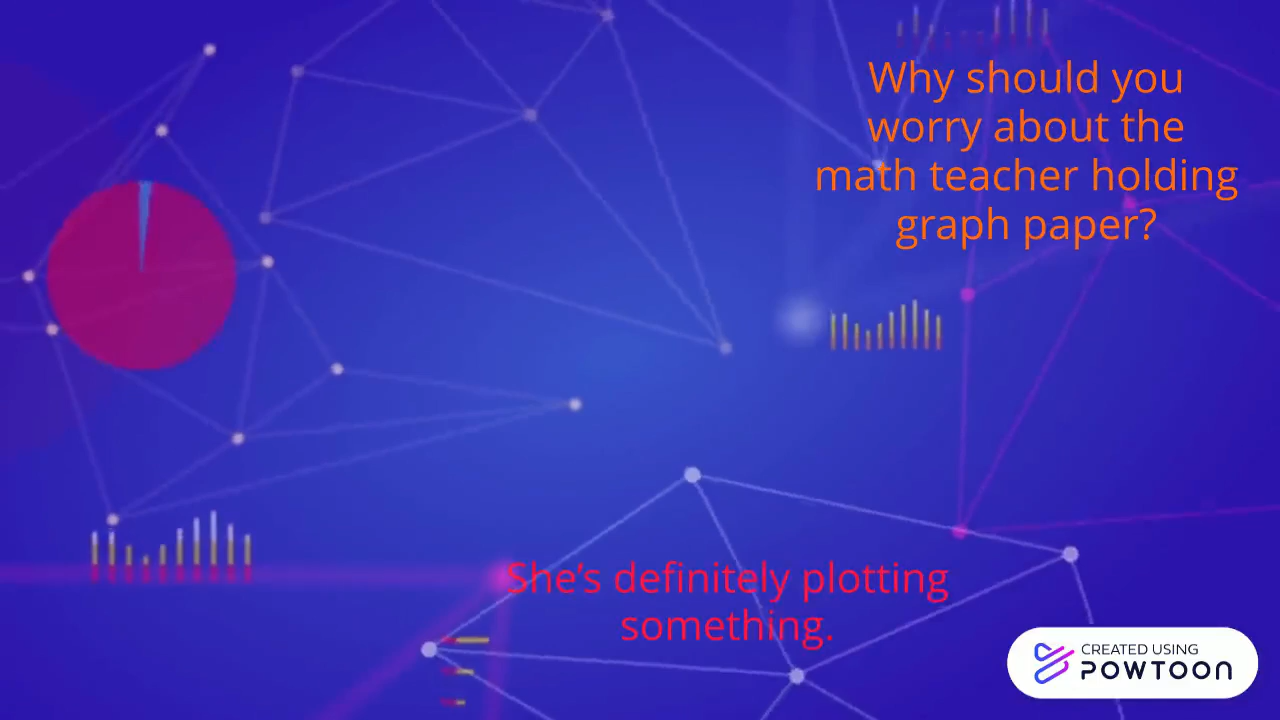 Why should you
worry about the
math teacher holding
graph paper?
She's definitely plotting
something.
CREATED USING
POWTOON